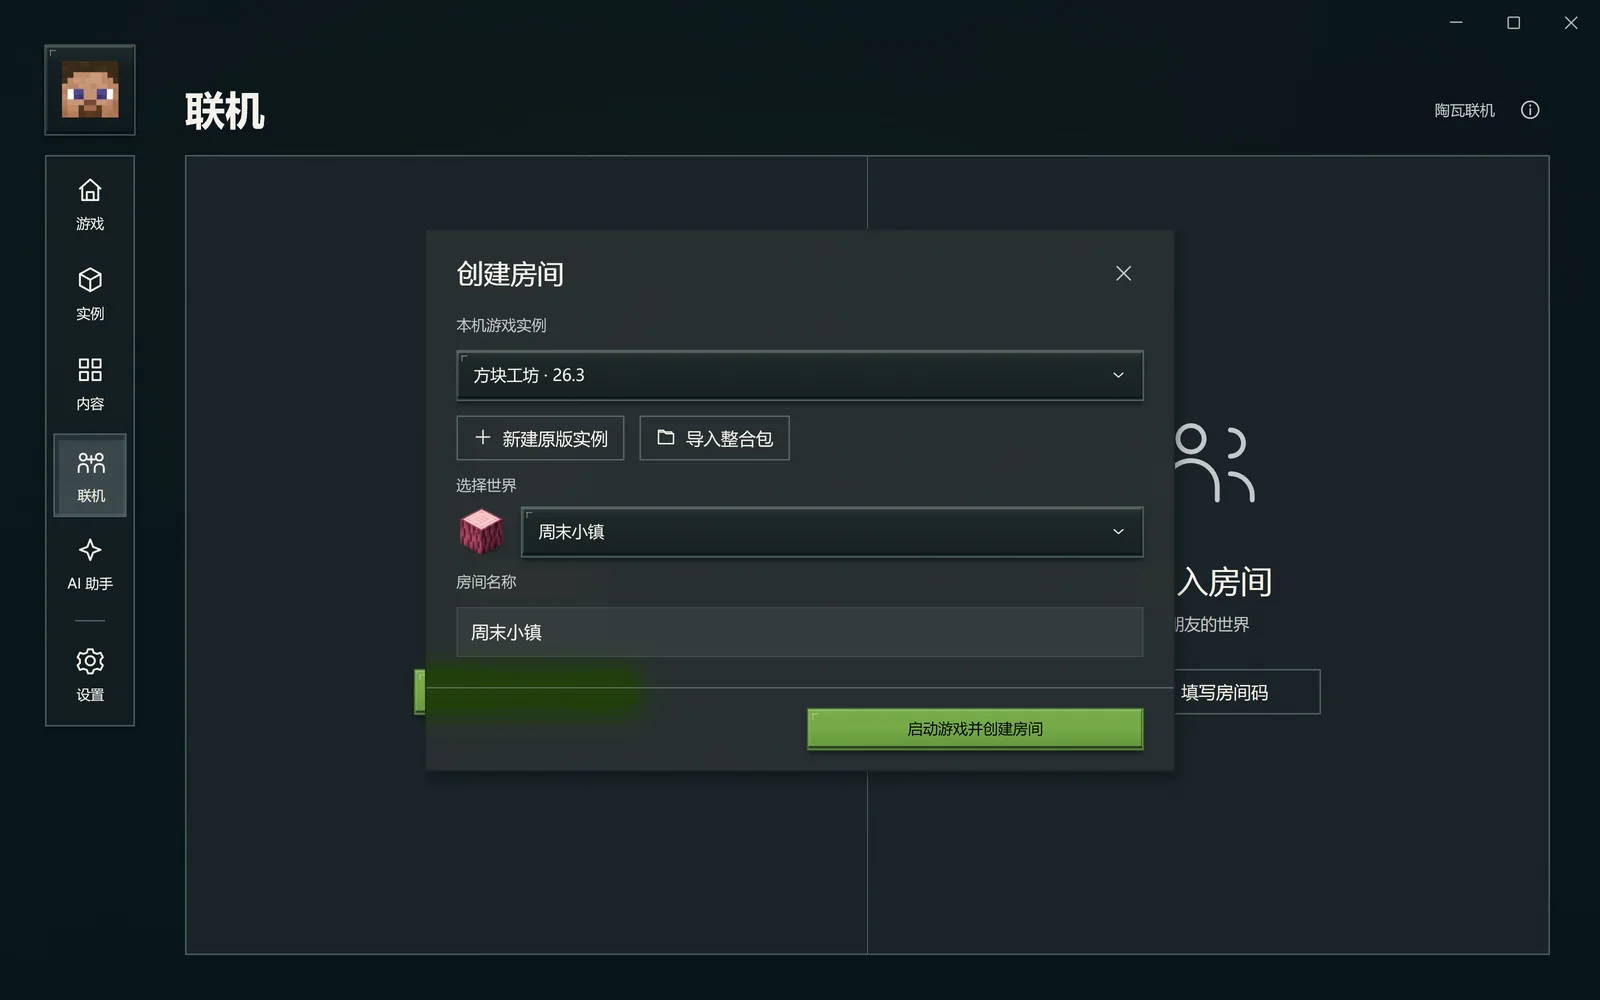 联机
陶瓦联机
游戏
实例
内容
联机
AI 助手
设置
创建房间
本机游戏实例
方块工坊 · 26.3
新建原版实例
导入整合包
选择世界
周末小镇
房间名称
周末小镇
启动游戏并创建房间
入房间
朋友的世界
填写房间码